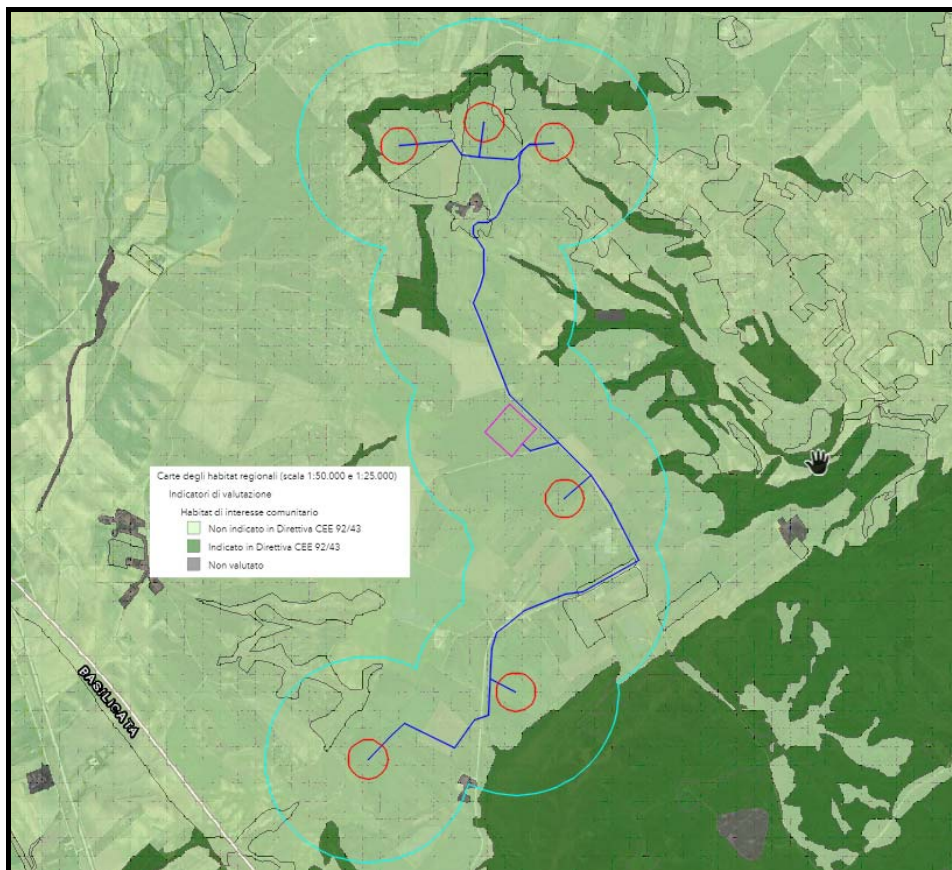 Carte degli habitat regionali (scala 1:50.000 e 1:25.000)
Indicatori di valutazione
Habitat di interesse comunitario
Non indicato in Direttiva CEE 92/43
Indicato in Direttiva CEE 92/43
Non valutato
BASILICATA